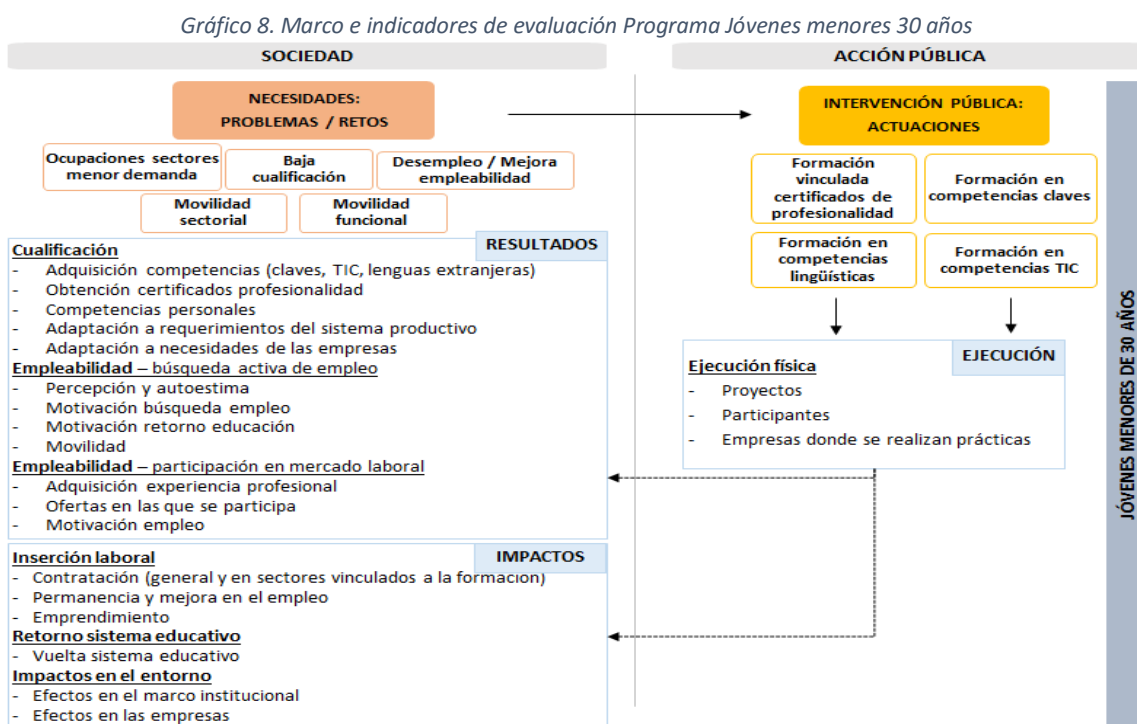 Gráfico 8. Marco e indicadores de evaluación Programa Jóvenes menores 30 años
SOCIEDAD
NECESIDADES:
PROBLEMAS / RETOS
Ocupaciones sectores
menor demanda
Baja
cualificación
Desempleo / Mejora
empleabilidad
Movilidad
sectorial
Movilidad
funcional
RESULTADOS
Cualificación
- Adquisición competencias (claves, TIC, lenguas extranjeras)
- Obtención certificados profesionalidad
- Competencias personales
- Adaptación a requerimientos del sistema productivo
- Adaptación a necesidades de las empresas
Empleabilidad – búsqueda activa de empleo
- Percepción y autoestima
- Motivación búsqueda empleo
- Motivación retorno educación
- Movilidad
Empleabilidad – participación en mercado laboral
- Adquisición experiencia profesional
- Ofertas en las que se participa
- Motivación empleo
IMPACTOS
Inserción laboral
- Contratación (general y en sectores vinculados a la formación)
- Permanencia y mejora en el empleo
- Emprendimiento
Retorno sistema educativo
- Vuelta sistema educativo
Impactos en el entorno
- Efectos en el marco institucional
- Efectos en las empresas
ACCIÓN PÚBLICA
INTERVENCIÓN PÚBLICA:
ACTUACIONES
Formación
vinculada
certificados de
profesionalidad
Formación en
competencias claves
Formación en
competencias
lingüísticas
Formación en
competencias TIC
EJECUCIÓN
Ejecución física
- Proyectos
- Participantes
- Empresas donde se realizan prácticas
JÓVENES MENORES DE 30 AÑOS